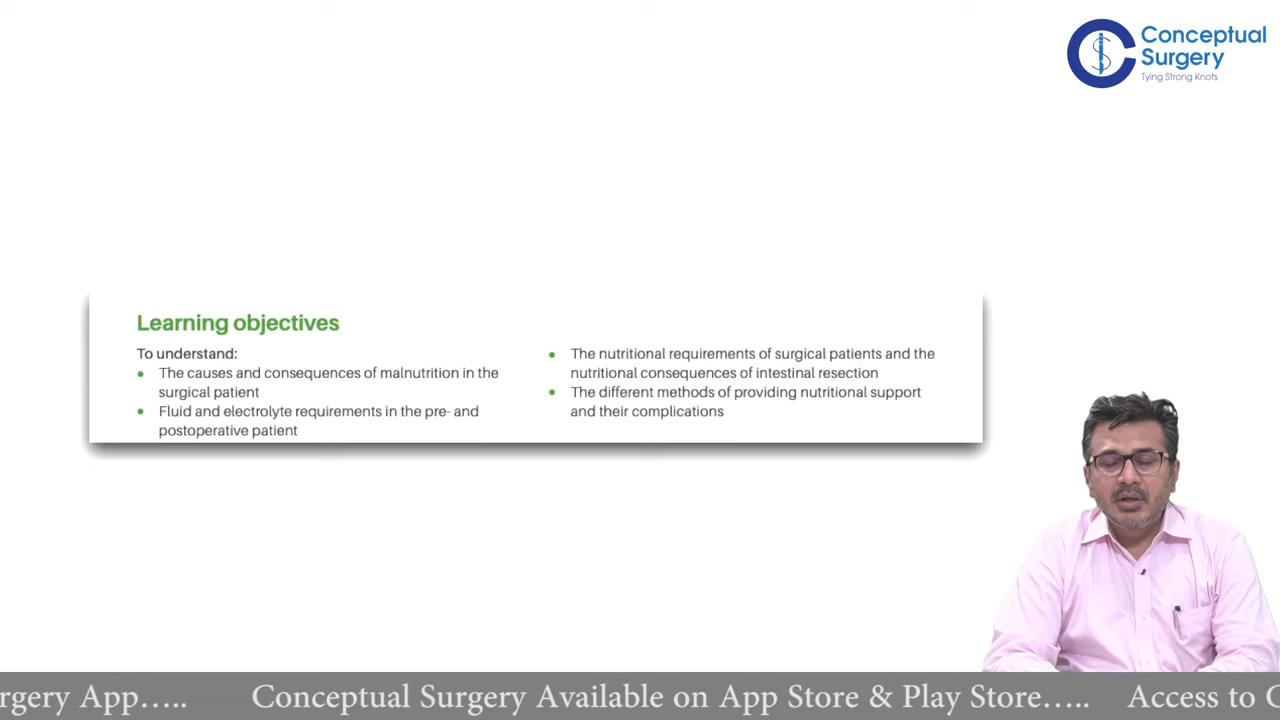 Conceptual
Surgery
Tying Strong Knots
Learning objectives
To understand:
● The causes and consequences of malnutrition in the
surgical patient
● Fluid and electrolyte requirements in the pre- and
postoperative patient
● The nutritional requirements of surgical patients and the
nutritional consequences of intestinal resection
● The different methods of providing nutritional support
and their complications
rgery App….. Conceptual Surgery Available on App Store & Play Store….. Access to